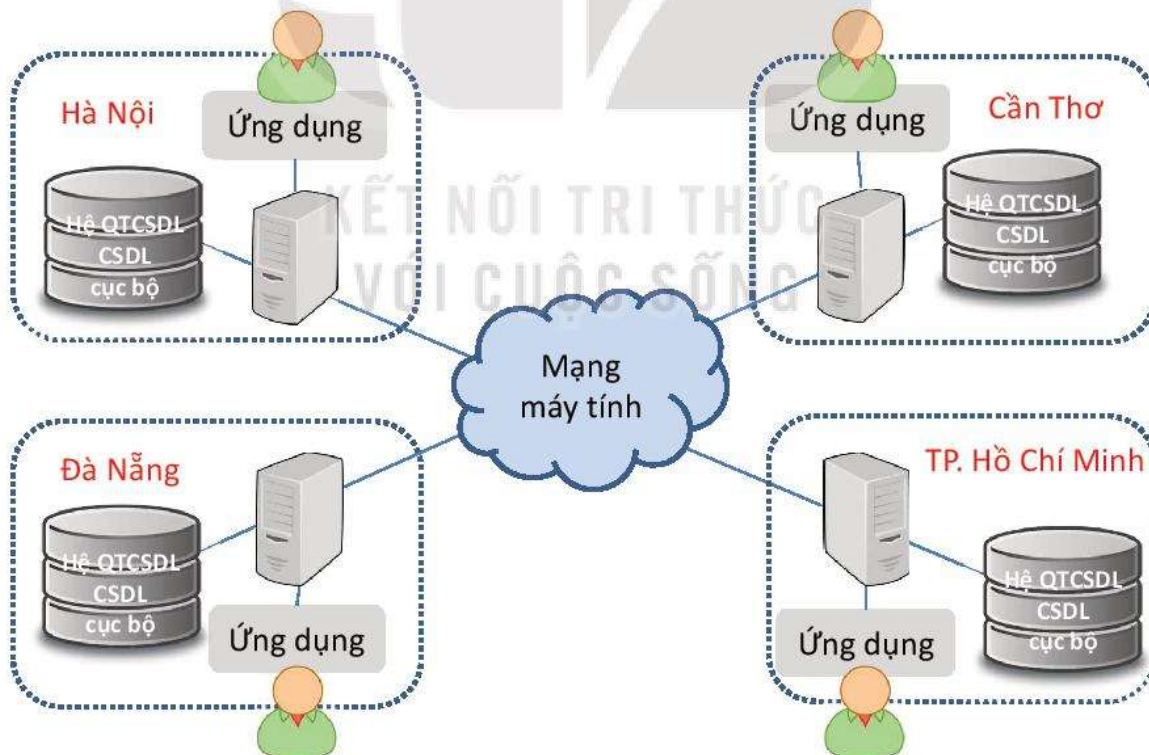 Hà Nội
Ứng dụng
Hệ QTCSDL
CSDL
cục bộ
Ứng dụng
Cần Thơ
Hệ QTCSDL
CSDL
cục bộ
KẾT NỐI TRI THỨC
VỚI CUỘC SỐNG
Mạng
máy tính
Đà Nẵng
Hệ QTCSDL
CSDL
cục bộ
Ứng dụng
TP. Hồ Chí Minh
Hệ QTCSDL
CSDL
cục bộ
Ứng dụng